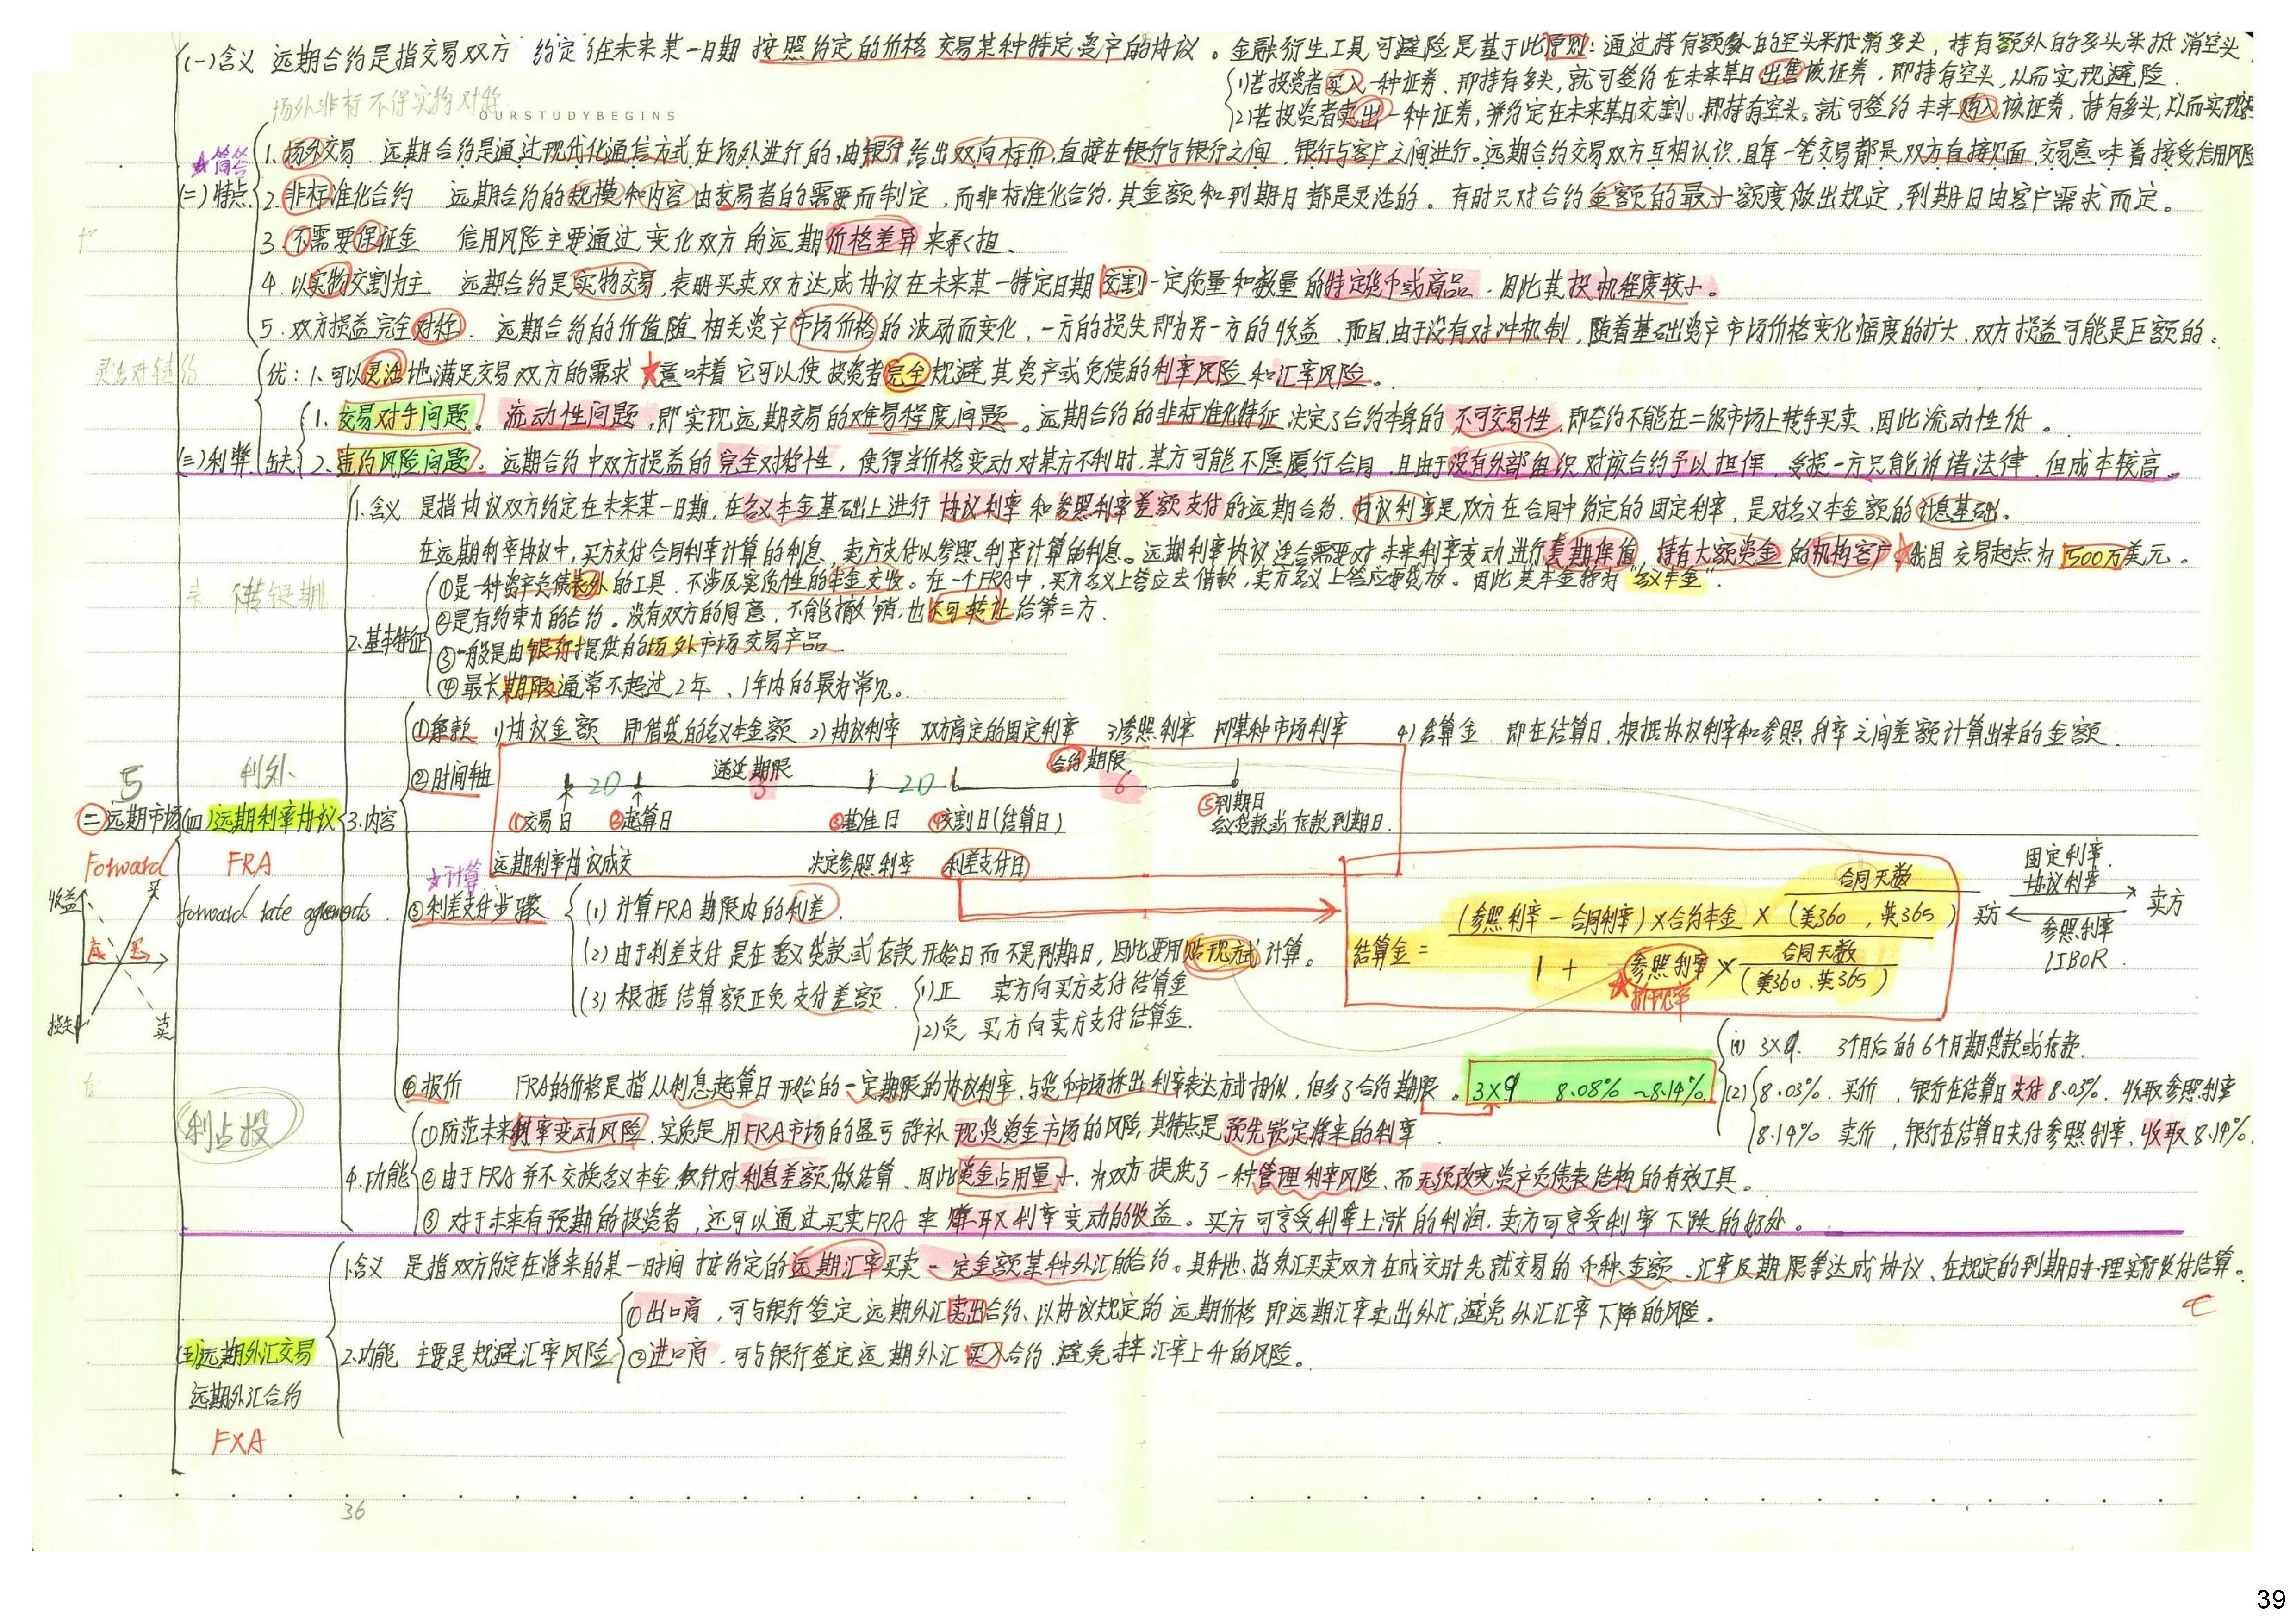 (一)含义 远期合约是指交易双方约定在未来某一日期按照约定的价格交易某种特定资产的协议。金融衍生工具可避险是基于此原则:通过持有额外的空头来抵消多头,持有额外的多头来抵消空头
(1)若投资者买入一种证券,即持有多头,就可签约在未来某日出售该证券,即持有空头,从而实现避险.
(2)若投资者卖出一种证券,并约定在未来某日交割,即持有空头,就可签约未来购入该证券,持有多头,从而实现
场外非标不保实物对称
OURSTUDYBEGINS
★简答
(二)特点
1.场外交易. 远期合约是通过现代化通信方式在场外进行的,由银行给出双向标价,直接在银行与银行之间、银行与客户之间进行。远期合约交易双方互相认识,且每一笔交易都是双方直接见面,交易意味着接受信用风险
2.非标准化合约 远期合约的规模和内容由交易者的需要而制定,而非标准化合约.其金额和到期日都是灵活的。有时只对合约金额的最小额度做出规定,到期日由客户需求而定。
3.不需要保证金 信用风险主要通过变化双方的远期价格差异来承担.
4.以实物交割为主 远期合约是实物交易,表明买卖双方达成协议在未来某一特定日期交割一定质量和数量的特定货币或商品.因此其投机程度较小。
5.双方损益完全对称. 远期合约的价值随相关资产市场价格的波动而变化,一方的损失即为另一方的收益.而且,由于没有对冲机制,随着基础资产市场价格变化幅度的扩大,双方损益可能是巨额的。
(三)利弊
优:1.可以灵活地满足交易双方的需求★意味着它可以使投资者完全规避其资产或负债的利率风险和汇率风险。
缺
1.交易对手问题。流动性问题,即实现远期交易的难易程度问题。远期合约的非标准化特征决定了合约本身的不可交易性,即合约不能在二级市场上转手买卖,因此流动性低。
2.违约风险问题。远期合约中双方损益的完全对称性,使得当价格变动对某方不利时,某方可能不愿履行合同.且由于没有外部组织对该合约予以担保,受损一方只能诉诸法律,但成本较高。
1.含义 是指协议双方约定在未来某一日期,在名义本金基础上进行协议利率和参照利率差额支付的远期合约.协议利率是双方在合同中约定的固定利率,是对名义本金额的计息基础.
在远期利率协议中,买方支付合同利率计算的利息,卖方支付以参照利率计算的利息。远期利率协议适合需要对未来利率变动进行套期保值,持有大额资金的机构客户★我国交易起点为500万美元。
2.基本特征
①是一种资产负债表外的工具.不涉及实质性的本金交收。在一个FRA中,买方名义上答应去借款,卖方名义上答应要贷放。因此其本金称为"名义本金".
②是有约束力的合约。没有双方的同意,不能撤销,也不可转让给第三方.
③一般是由银行提供的场外市场交易产品.
④最长期限通常不超过2年、1年内的最为常见。
5
利外
二 远期市场
Forward
(四)远期利率协议
FRA
forward rate agreements.
3.内容
①条款 1)协议金额 即借贷的名义本金额 2)协议利率 双方商定的固定利率 3)参照利率 即某种市场利率 4)结算金 即在结算日,根据协议利率和参照利率之间差额计算出来的金额.
②时间轴
2D 递延期限 3 2D 合约期限 6
①交易日 ②起算日 ③基准日 ④交割日(结算日) ⑤到期日
名义贷款或存款到期日.
远期利率协议成交 决定参照利率 利差支付日
收益 买 卖 损失
★计算
③利差支付步骤
(1)计算FRA期限内的利差.
(2)由于利差支付是在名义贷款或存款开始日而不是到期日,因此要用贴现方式计算。
(3)根据结算额正负支付差额.
(1)正 卖方向买方支付结算金
(2)负 买方向卖方支付结算金.
结算金 = (参照利率-合同利率)×合约本金 × 合同天数 (美360,英365)
1 + 参照利率 × 合同天数 (美360.英365)
★折现率
固定利率.
协议利率
买方 卖方
参照利率
LIBOR
④报价 FRA的价格是指从利息起算日开始的一定期限的协议利率,与货币市场拆出利率表达方式相似,但多了合约期限。3×9 8.08% ~8.14%.
(1) 3×9. 3个月后的6个月期贷款或存款.
(2) 8.03%.买价,银行在结算日支付8.03%.收取参照利率
8.14% 卖价,银行在结算日支付参照利率,收取8.14%.
利占投
4.功能
①防范未来利率变动风险.实质是用FRA市场的盈亏弥补现货资金市场的风险,其特点是预先锁定将来的利率.
②由于FRA并不交换名义本金,仅针对利息差额做结算、因此资金占用量小,为双方提供了一种管理利率风险、而无须改变资产负债表结构的有效工具。
③对于未来有预期的投资者,还可以通过买卖FRA来赚取利率变动的收益。买方可享受利率上涨的利润,卖方可享受利率下跌的好处。
(五)远期外汇交易
远期外汇合约
FXA
1.含义 是指双方约定在将来的某一时间按约定的远期汇率买卖一定金额某种外汇的合约。具体地,指外汇买卖双方在成交时先就交易的币种、金额、汇率及期限等达成协议、在规定的到期日办理实际收付结算。
2.功能 主要是规避汇率风险
①出口商,可与银行签定远期外汇卖出合约、以协议规定的远期价格即远期汇率卖出外汇,避免外汇汇率下降的风险。
②进口商.可与银行签定远期外汇买入合约.避免未来汇率上升的风险。
36
39